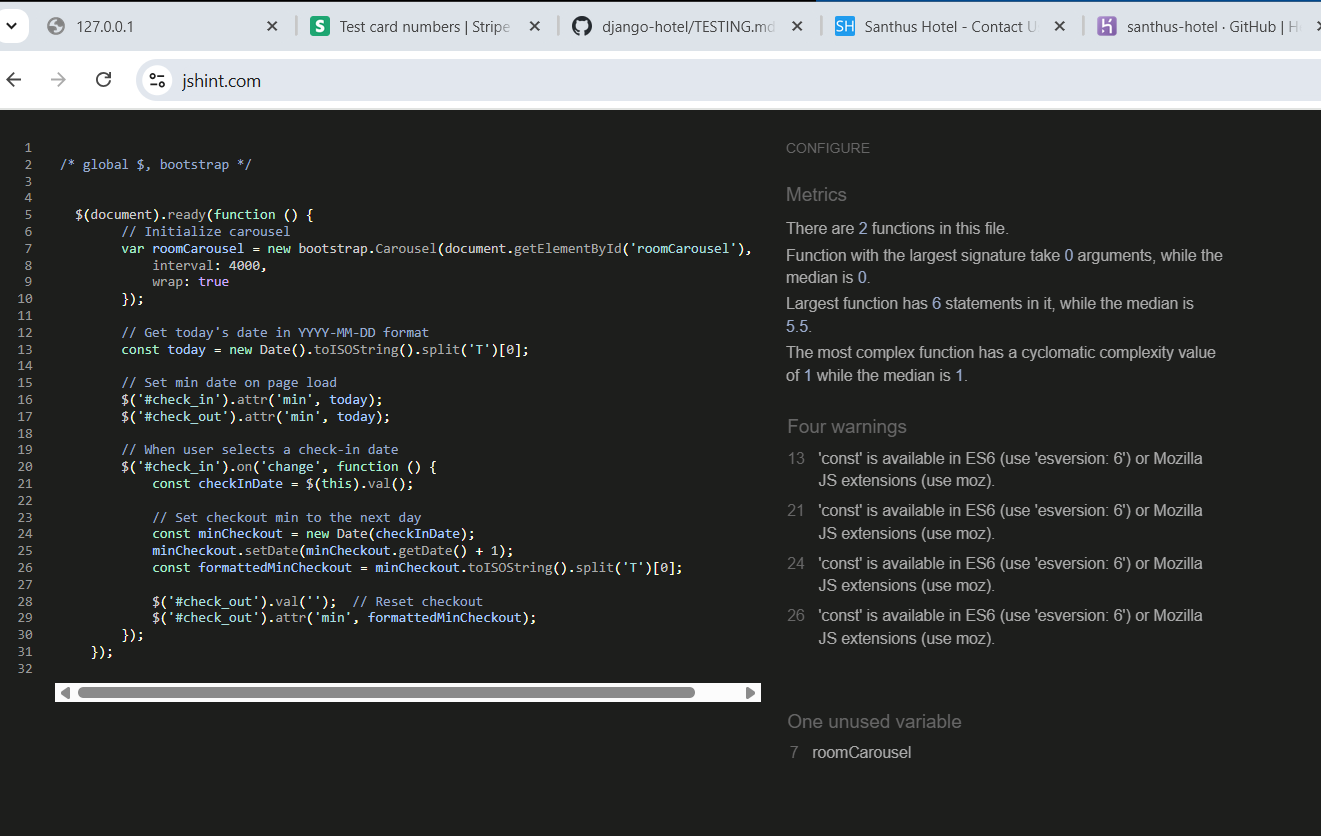 127.0.0.1
Test card numbers | Stripe
django-hotel/TESTING.md
SH Santhus Hotel - Contact U
santhus-hotel · GitHub | H
jshint.com
1
2 /* global $, bootstrap */
3
4
5 $(document).ready(function () {
6 // Initialize carousel
7 var roomCarousel = new bootstrap.Carousel(document.getElementById('roomCarousel'),
8 interval: 4000,
9 wrap: true
10 });
11
12 // Get today's date in YYYY-MM-DD format
13 const today = new Date().toISOString().split('T')[0];
14
15 // Set min date on page load
16 $('#check_in').attr('min', today);
17 $('#check_out').attr('min', today);
18
19 // When user selects a check-in date
20 $('#check_in').on('change', function () {
21 const checkInDate = $(this).val();
22
23 // Set checkout min to the next day
24 const minCheckout = new Date(checkInDate);
25 minCheckout.setDate(minCheckout.getDate() + 1);
26 const formattedMinCheckout = minCheckout.toISOString().split('T')[0];
27
28 $('#check_out').val(''); // Reset checkout
29 $('#check_out').attr('min', formattedMinCheckout);
30 });
31 });
32
CONFIGURE
Metrics
There are 2 functions in this file.
Function with the largest signature take 0 arguments, while the
median is 0.
Largest function has 6 statements in it, while the median is
5.5.
The most complex function has a cyclomatic complexity value
of 1 while the median is 1.
Four warnings
13 'const' is available in ES6 (use 'esversion: 6') or Mozilla
JS extensions (use moz).
21 'const' is available in ES6 (use 'esversion: 6') or Mozilla
JS extensions (use moz).
24 'const' is available in ES6 (use 'esversion: 6') or Mozilla
JS extensions (use moz).
26 'const' is available in ES6 (use 'esversion: 6') or Mozilla
JS extensions (use moz).
One unused variable
7 roomCarousel